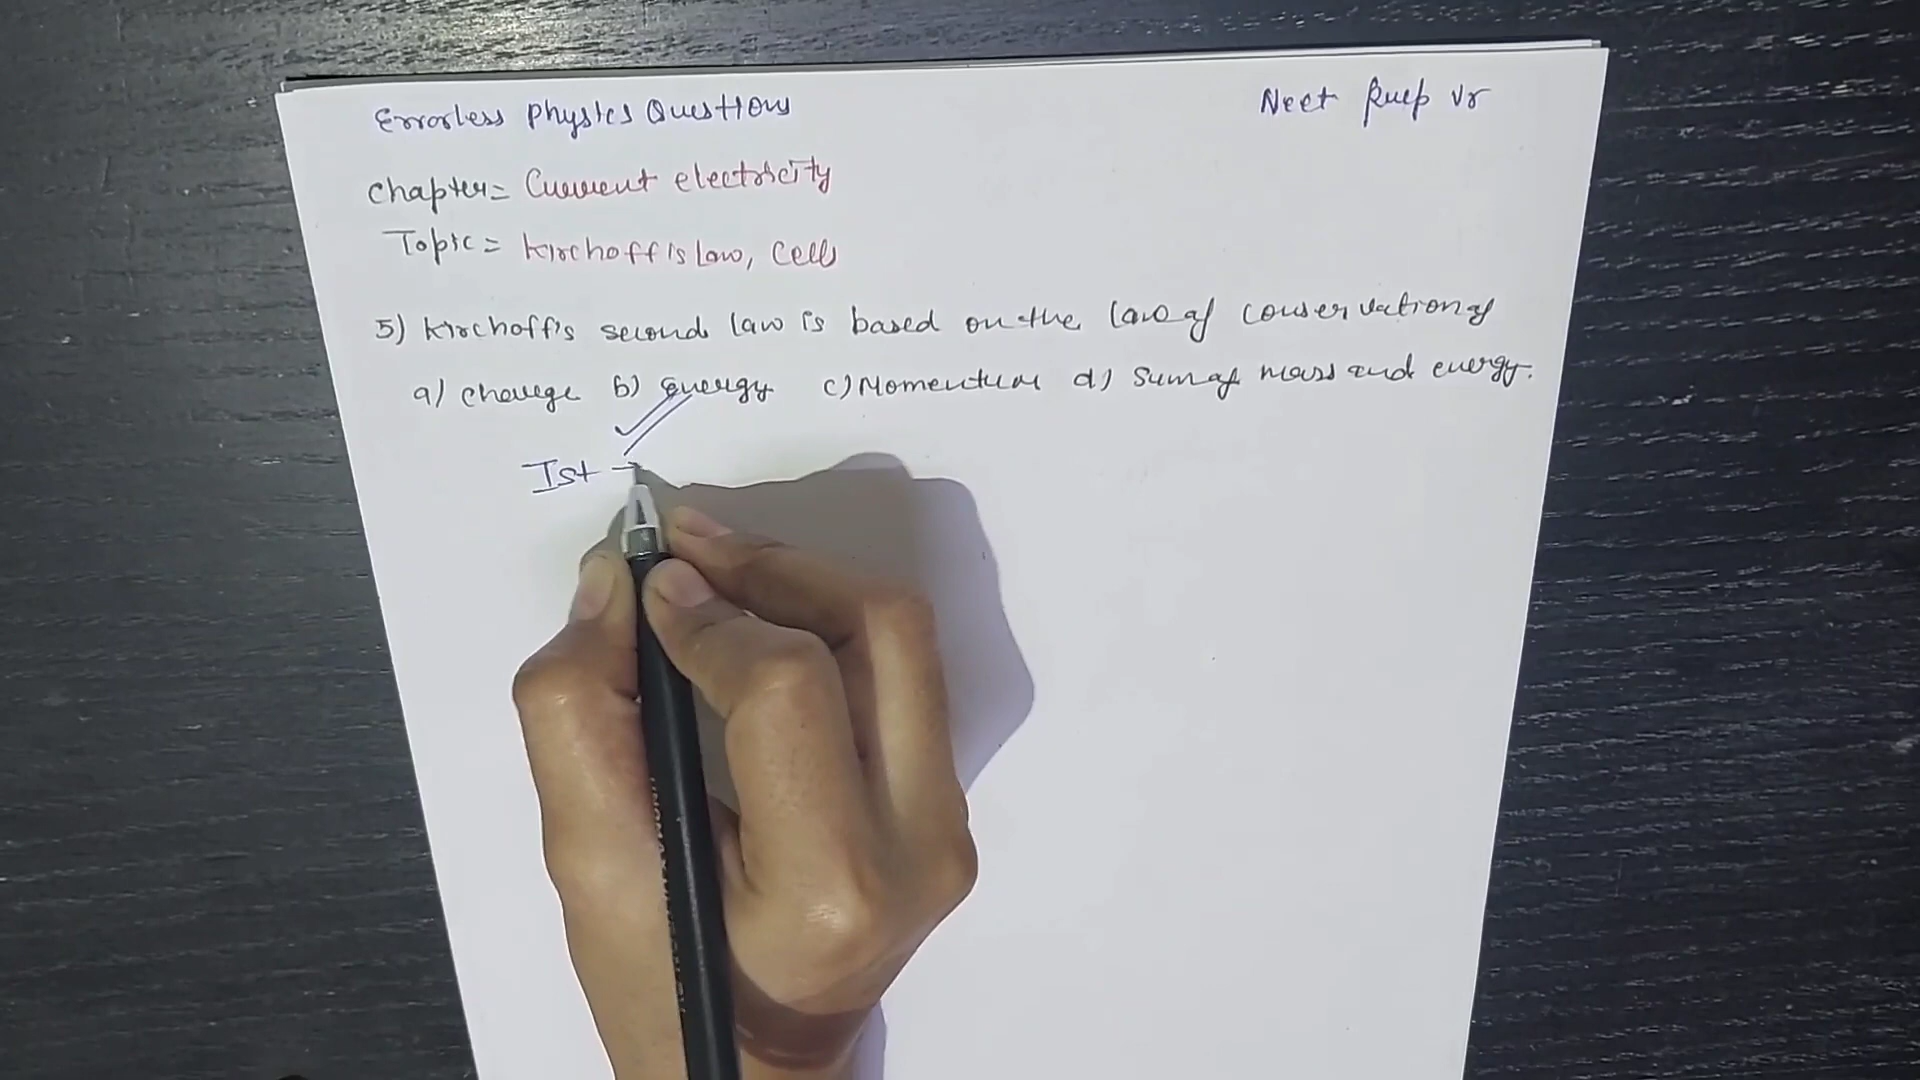 Errorless Physics Questions
Neet Prep Vr
Chapter= Current electricity
Topic= Kirchoff's Law, Cells
5) Kirchoff's second law is based on the law of conservation of
a) charge b) energy c) Momentum d) Sum of mass and energy.
Ist →